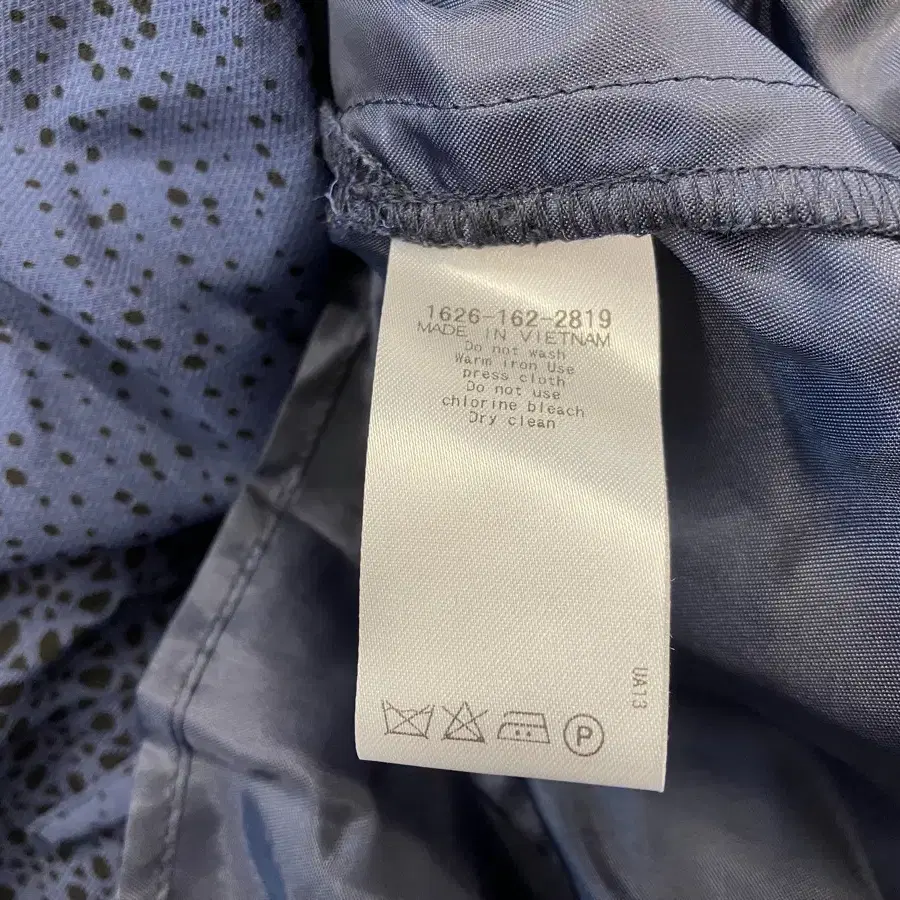 1626-162-2819
MADE IN VIETNAM
Do not wash
Warm iron Use
press cloth
Do not use
chlorine bleach
Dry clean
UA13
P